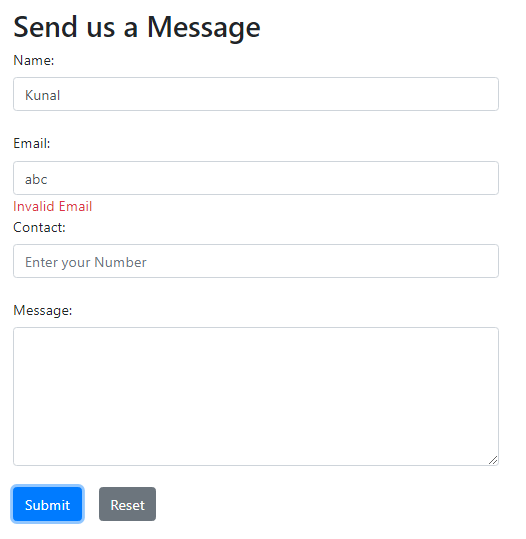 Send us a Message
Name:
Kunal
Email:
abc
Invalid Email
Contact:
Enter your Number
Message:
Submit Reset